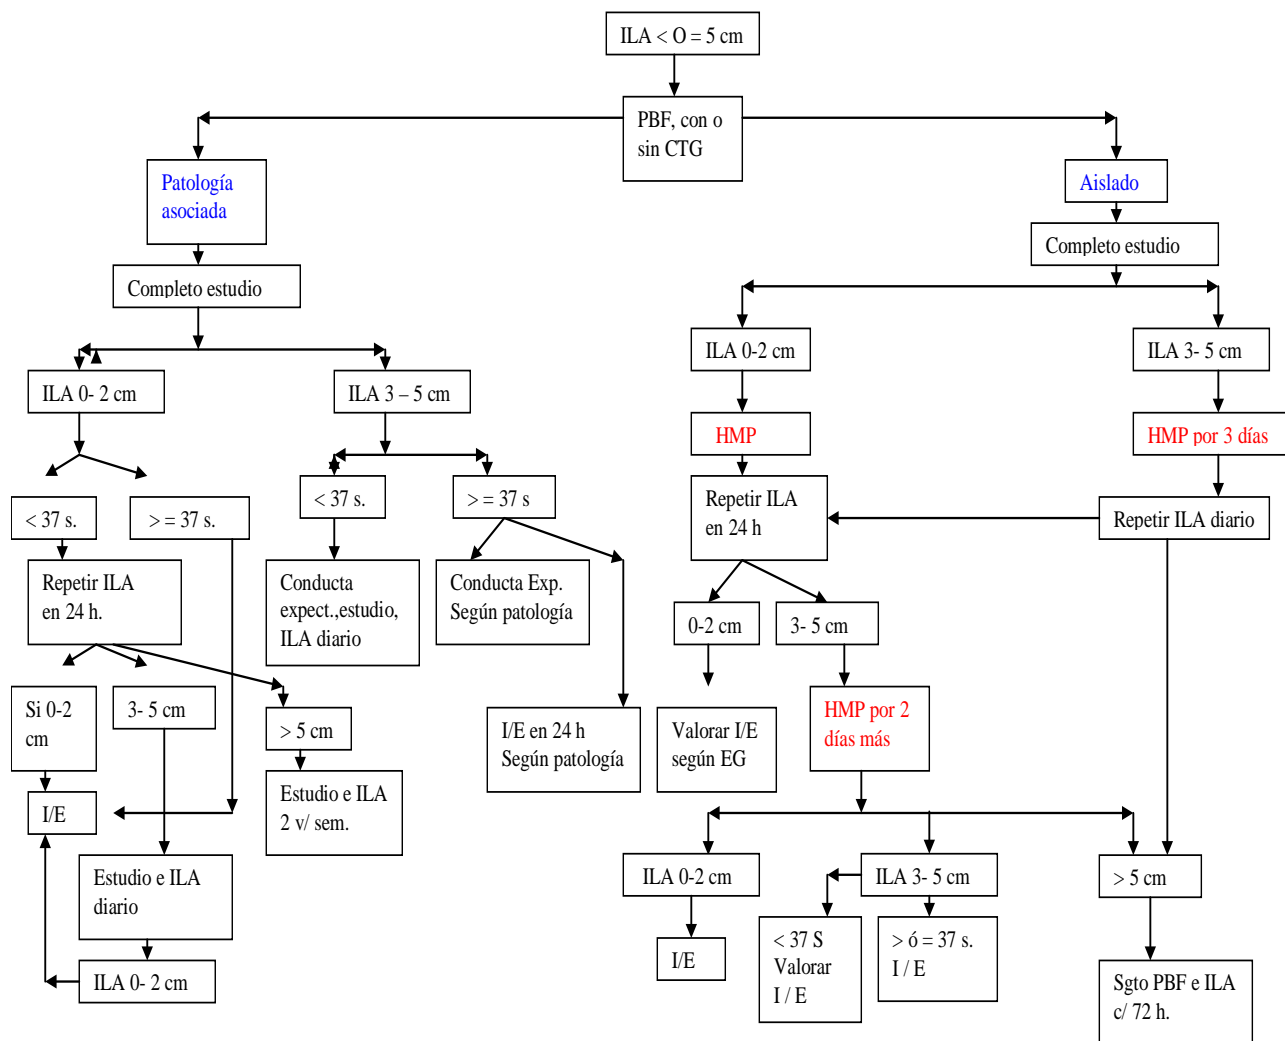 ILA < O = 5 cm
PBF, con o
sin CTG
Patología
asociada
Aislado
Completo estudio
Completo estudio
ILA 0-2 cm
ILA 3- 5 cm
ILA 0- 2 cm
ILA 3 – 5 cm
HMP
HMP por 3 días
< 37 s.
> = 37 s.
< 37 s.
> = 37 s
Repetir ILA
en 24 h
Repetir ILA diario
Repetir ILA
en 24 h.
Conducta
expect.,estudio,
ILA diario
Conducta Exp.
Según patología
0-2 cm
3- 5 cm
Si 0-2
cm
3- 5 cm
> 5 cm
I/E en 24 h
Según patología
Valorar I/E
según EG
HMP por 2
días más
I/E
Estudio e ILA
2 v/ sem.
Estudio e ILA
diario
ILA 0-2 cm
ILA 3- 5 cm
> 5 cm
ILA 0- 2 cm
I/E
< 37 S
Valorar
I / E
> ó = 37 s.
I / E
Sgto PBF e ILA
c/ 72 h.